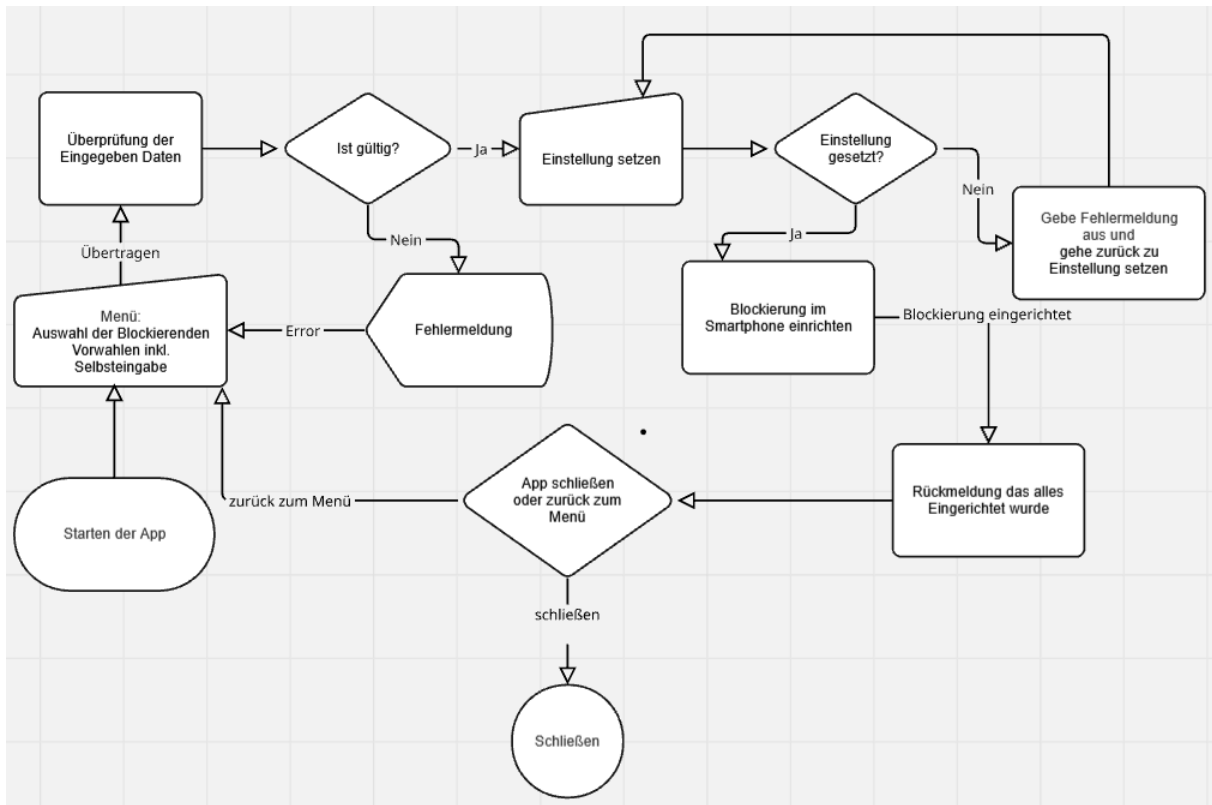 Überprüfung der
Eingegeben Daten
Ist gültig?
Ja
Einstellung setzen
Einstellung
gesetzt?
Nein
Gebe Fehlermeldung
aus und
gehe zurück zu
Einstellung setzen
Übertragen
Nein
Ja
Menü:
Auswahl der Blockierenden
Vorwahlen inkl.
Selbsteingabe
Error
Fehlermeldung
Blockierung im
Smartphone einrichten
Blockierung eingerichtet
Starten der App
zurück zum Menü
App schließen
oder zurück zum
Menü
Rückmeldung das alles
Eingerichtet wurde
schließen
Schließen